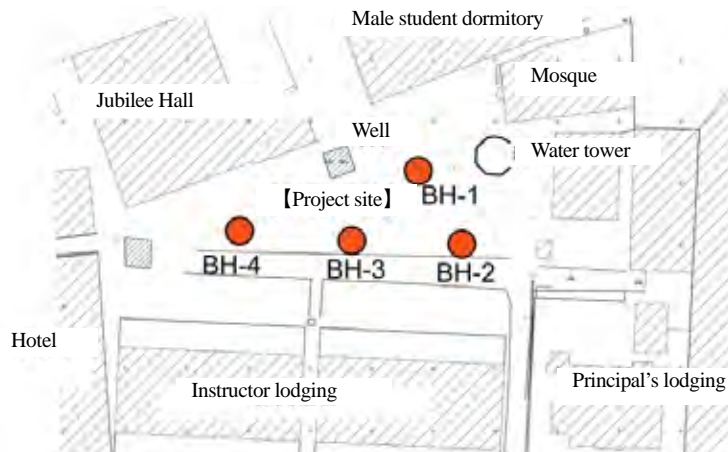 Male student dormitory
Mosque
Jubilee Hall
Well
Water tower
BH-1
【Project site】
BH-4
BH-3
BH-2
Hotel
Instructor lodging
Principal's lodging